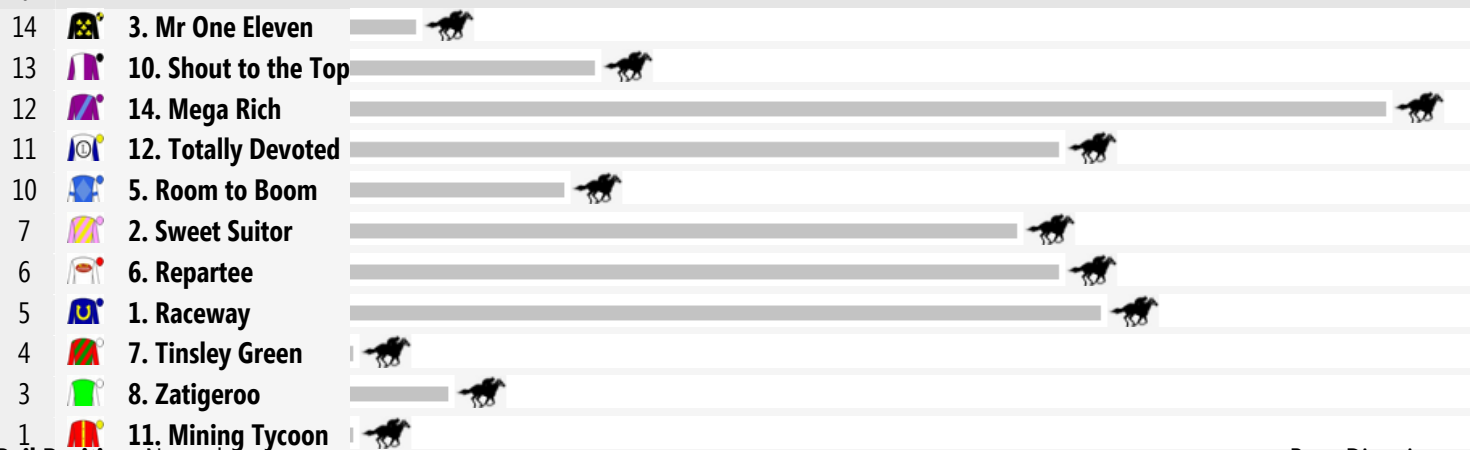 14 3. Mr One Eleven
13 10. Shout to the Top
12 14. Mega Rich
11 12. Totally Devoted
10 5. Room to Boom
7 2. Sweet Suitor
6 6. Repartee
5 1. Raceway
4 7. Tinsley Green
3 8. Zatigeroo
1 11. Mining Tycoon